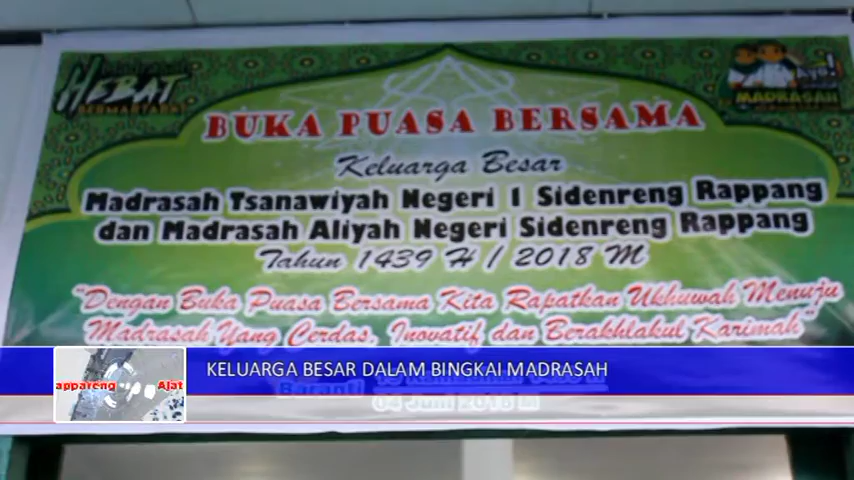 HEBAT
BERMARTABAT
Ayo!
MADRASAH
BUKA PUASA BERSAMA
Keluarga Besar
Madrasah Tsanawiyah Negeri 1 Sidenreng Rappang
dan Madrasah Aliyah Negeri Sidenreng Rappang
Tahun 1439 H / 2018 M
"Dengan Buka Puasa Bersama Kita Rapatkan Ukhuwah Menuju
Madrasah Yang Cerdas, Inovatif dan Berakhlakul Karimah"
KELUARGA BESAR DALAM BINGKAI MADRASAH
appareng Ajat
Baranti
04 Juni 2018 M